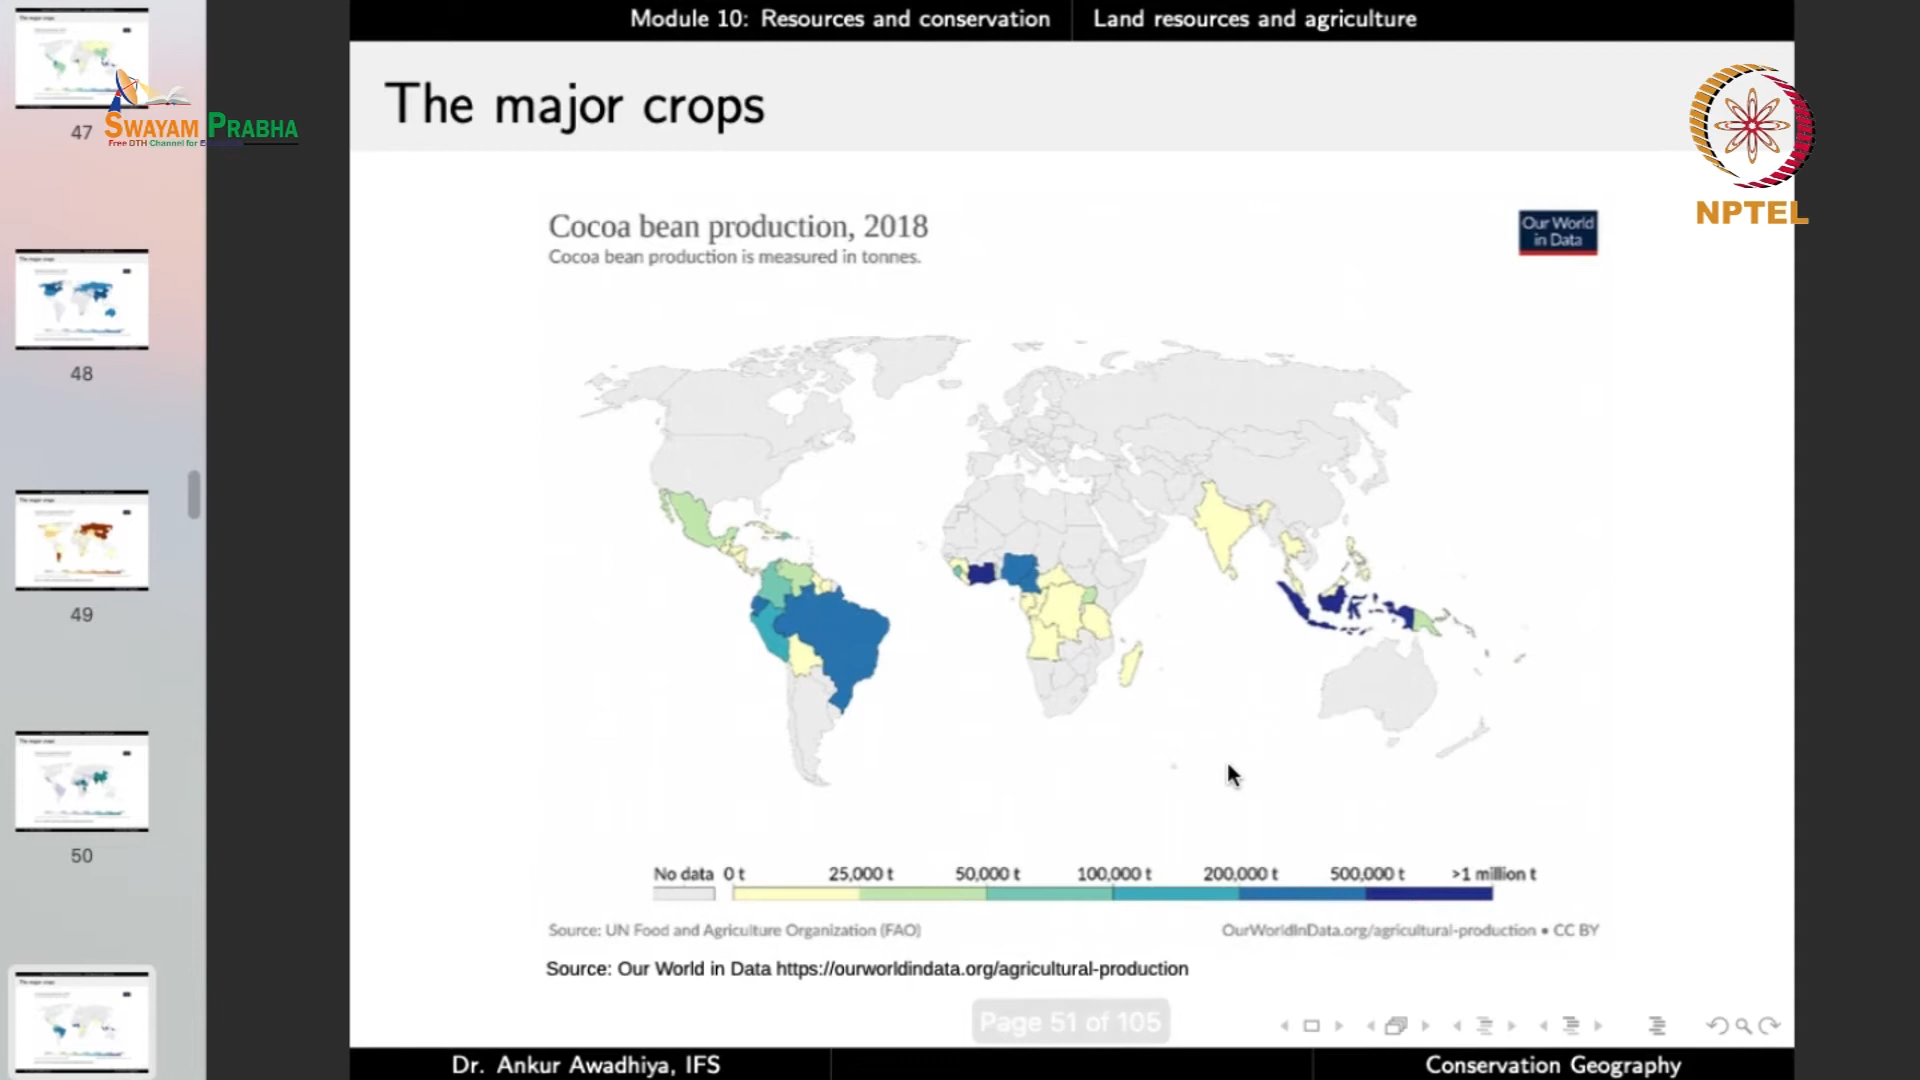 Module 10: Resources and conservation
Land resources and agriculture
The major crops
47
SWAYAM PRABHA
Free DTH Channel for
NPTEL
Cocoa bean production, 2018
Cocoa bean production is measured in tonnes.
Our World
in Data
48
49
50
No data 0 t 25,000 t 50,000 t 100,000 t 200,000 t 500,000 t >1 million t
Source: UN Food and Agriculture Organization (FAO)
OurWorldInData.org/agricultural-production • CC BY
Source: Our World in Data https://ourworldindata.org/agricultural-production
Page 51 of 105
Dr. Ankur Awadhiya, IFS
Conservation Geography